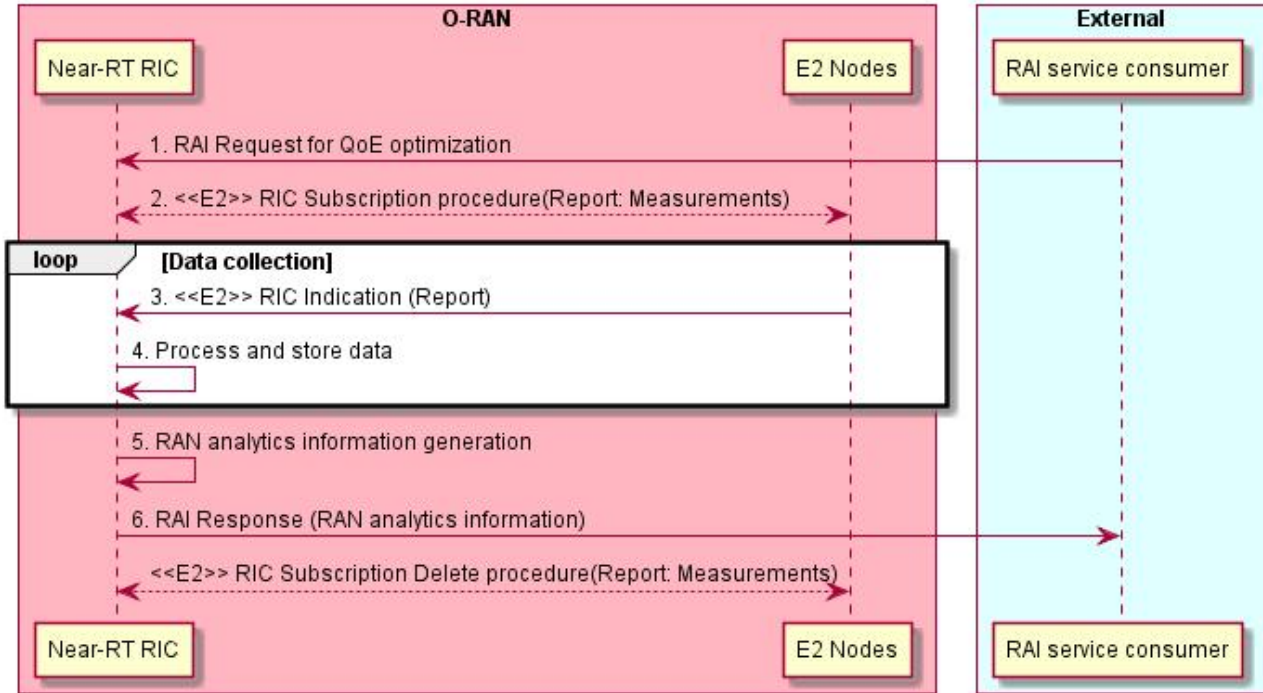 O-RAN
External
Near-RT RIC
E2 Nodes
RAI service consumer
1. RAI Request for QoE optimization
2. <<E2>> RIC Subscription procedure(Report: Measurements)
loop
[Data collection]
3. <<E2>> RIC Indication (Report)
4. Process and store data
5. RAN analytics information generation
6. RAI Response (RAN analytics information)
<<E2>> RIC Subscription Delete procedure(Report: Measurements)
Near-RT RIC
E2 Nodes
RAI service consumer